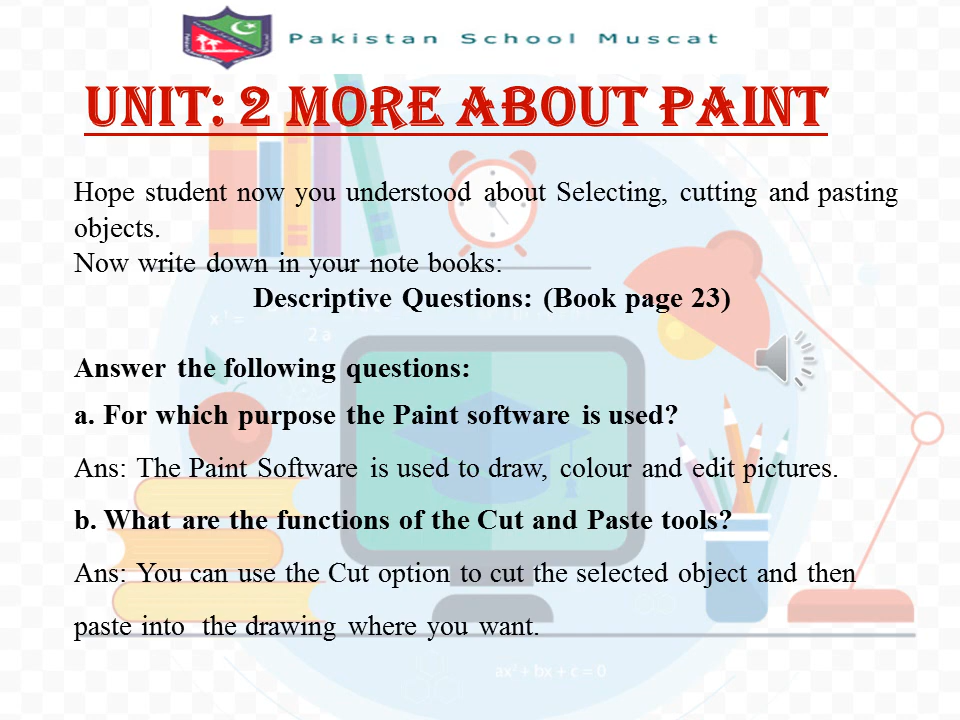 Pakistan School Muscat
UNIT: 2 MORE ABOUT PAINT
Hope student now you understood about Selecting, cutting and pasting
objects.
Now write down in your note books:
Descriptive Questions: (Book page 23)
Answer the following questions:
a. For which purpose the Paint software is used?
Ans: The Paint Software is used to draw, colour and edit pictures.
b. What are the functions of the Cut and Paste tools?
Ans: You can use the Cut option to cut the selected object and then
paste into the drawing where you want.
ax² + bx + c = 0